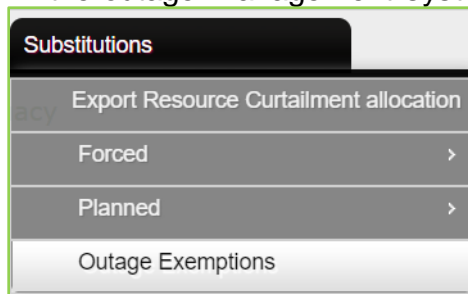 Substitutions
Export Resource Curtailment allocation
Forced
Planned
Outage Exemptions